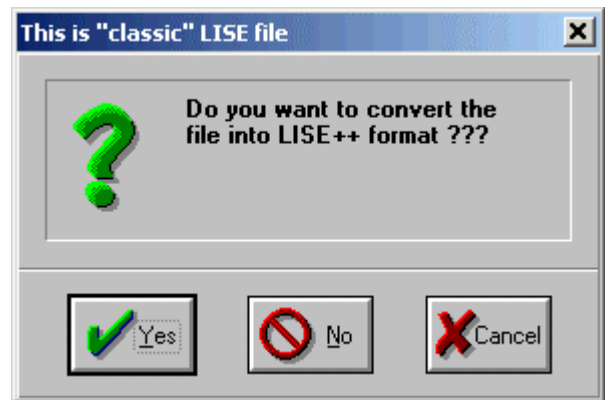 This is "classic" LISE file
Do you want to convert the
file into LISE++ format ???
Yes
No
Cancel